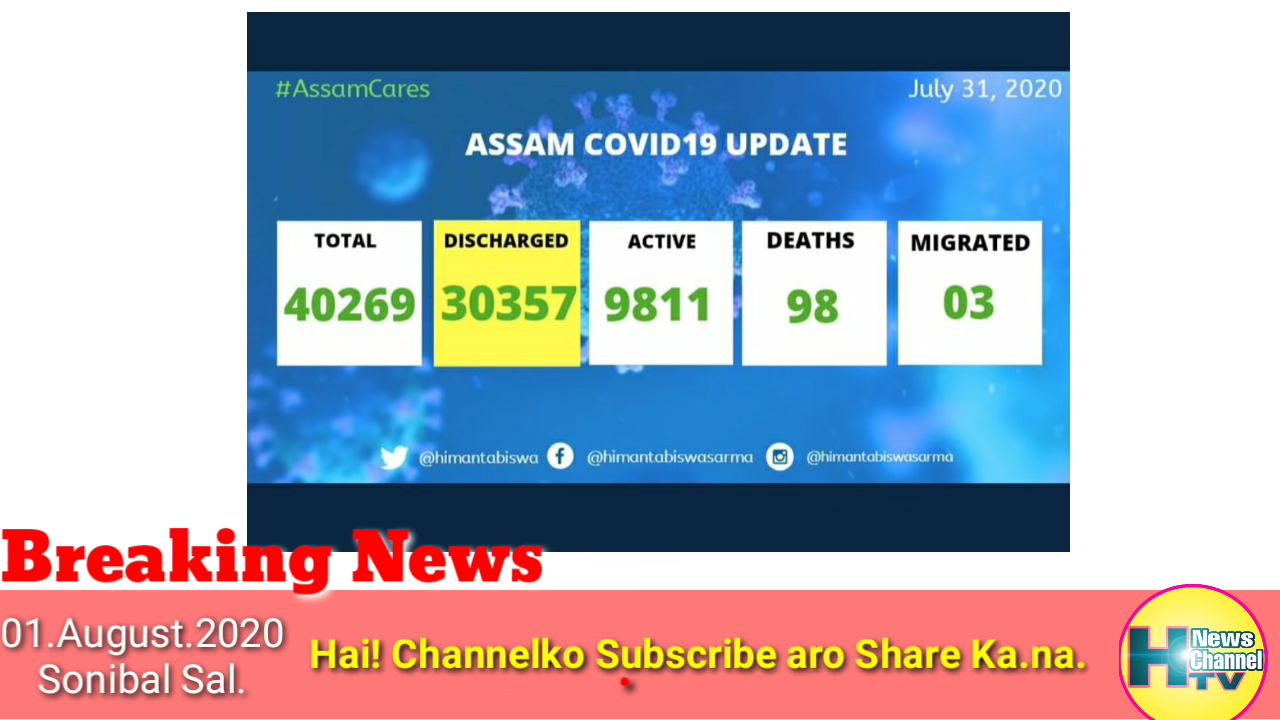 #AssamCares
July 31, 2020
ASSAM COVID19 UPDATE
TOTAL
40269
DISCHARGED
30357
ACTIVE
9811
DEATHS
98
MIGRATED
03
@himantabiswa
@himantabiswasarma
@himantabiswasarma
Breaking News
01.August.2020
Sonibal Sal.
Hai! Channelko Subscribe aro Share Ka.na.
H News
Channel
TV